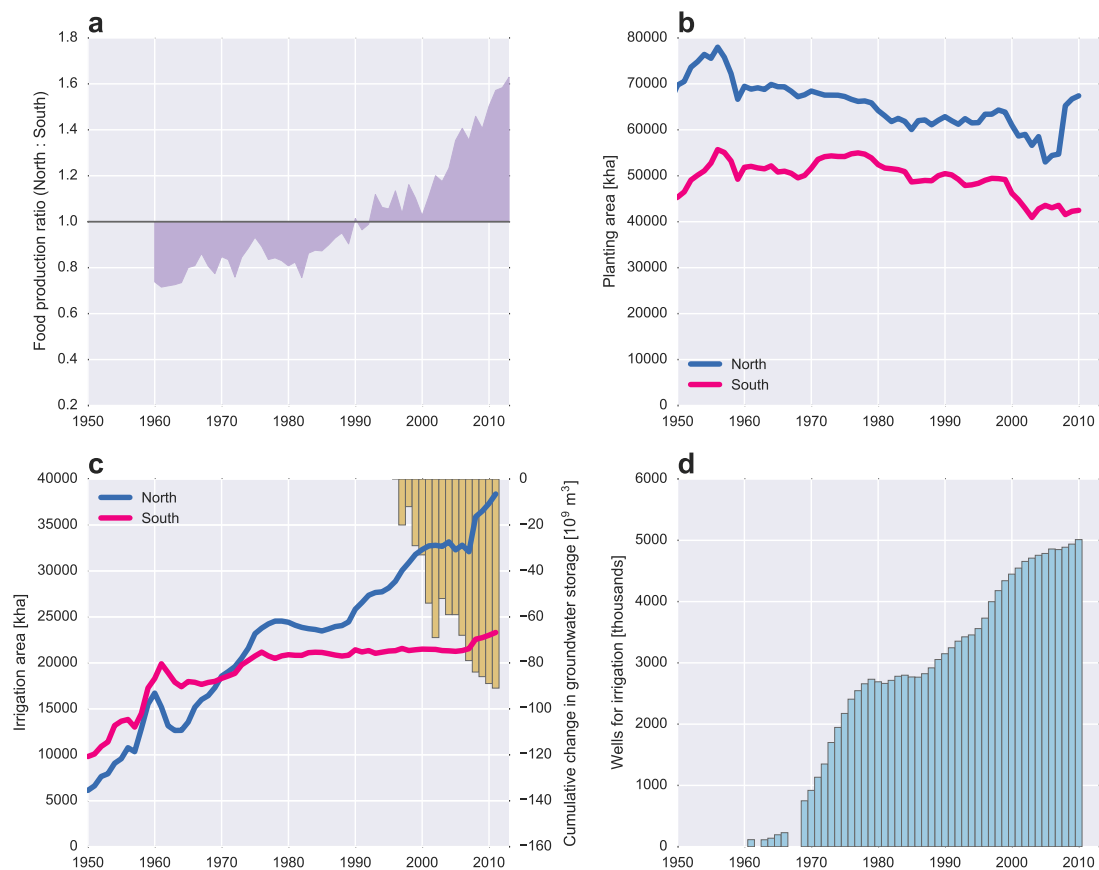 a
1.8
1.6
1.4
1.2
1.0
0.8
0.6
0.4
0.2
1950 1960 1970 1980 1990 2000 2010
Food production ratio (North : South)
b
80000
70000
60000
50000
40000
30000
20000
10000
0
1950 1960 1970 1980 1990 2000 2010
Planting area [kha]
North
South
c
40000
35000
30000
25000
20000
15000
10000
5000
0
1950 1960 1970 1980 1990 2000 2010
Irrigation area [kha]
North
South
0
−20
−40
−60
−80
−100
−120
−140
−160
Cumulative change in groundwater storage [10⁹ m³]
d
6000
5000
4000
3000
2000
1000
0
1950 1960 1970 1980 1990 2000 2010
Wells for irrigation [thousands]